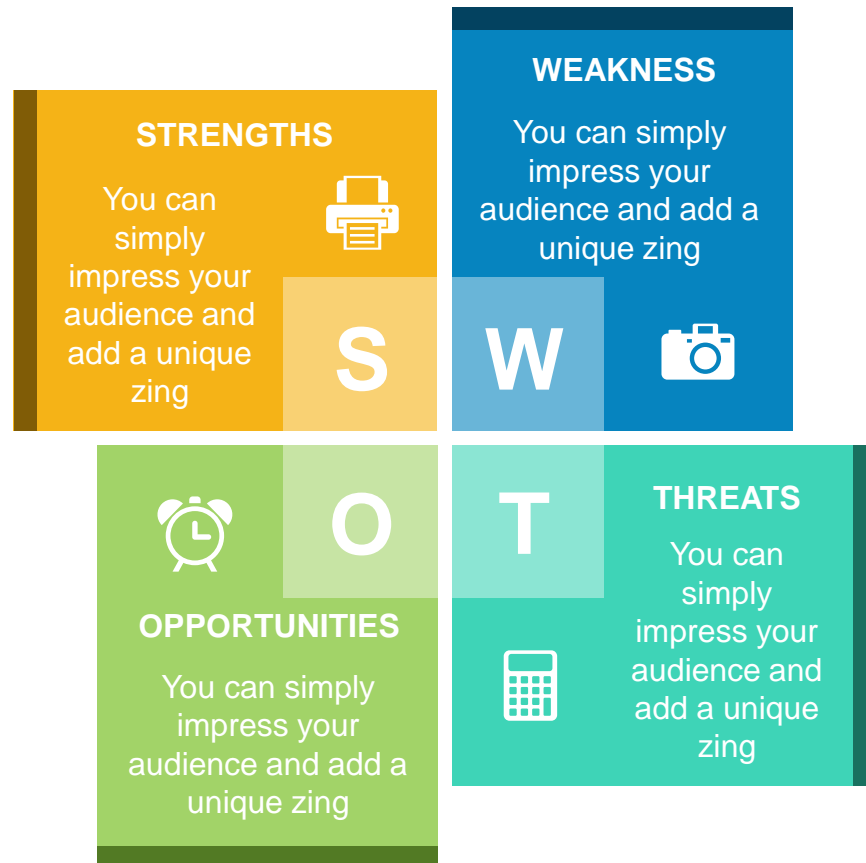 STRENGTHS
You can
simply
impress your
audience and
add a unique
zing
S
WEAKNESS
You can simply
impress your
audience and add a
unique zing
W
O
OPPORTUNITIES
You can simply
impress your
audience and add a
unique zing
T
THREATS
You can
simply
impress your
audience and
add a unique
zing